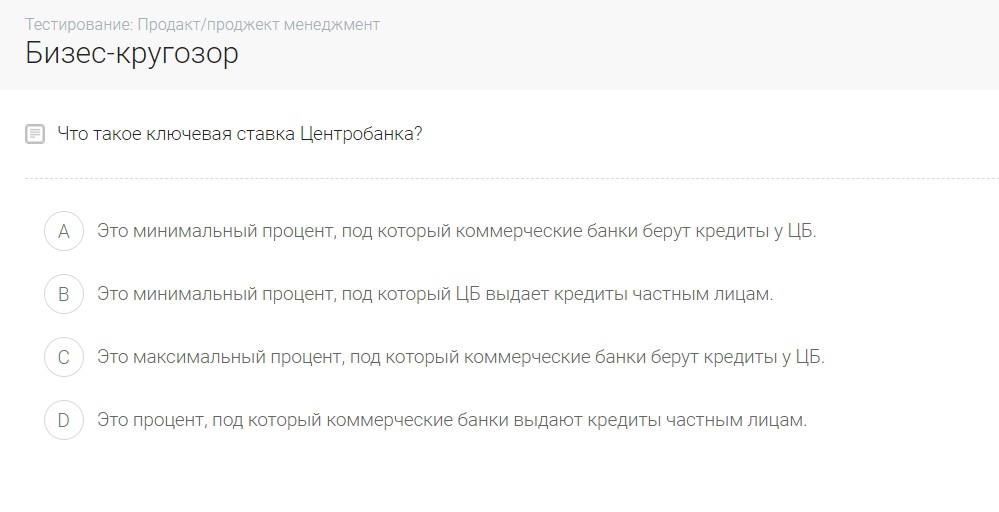 Тестирование: Продакт/проджект менеджмент
Бизес-кругозор
Что такое ключевая ставка Центробанка?
A Это минимальный процент, под который коммерческие банки берут кредиты у ЦБ.
B Это минимальный процент, под который ЦБ выдает кредиты частным лицам.
C Это максимальный процент, под который коммерческие банки берут кредиты у ЦБ.
D Это процент, под который коммерческие банки выдают кредиты частным лицам.